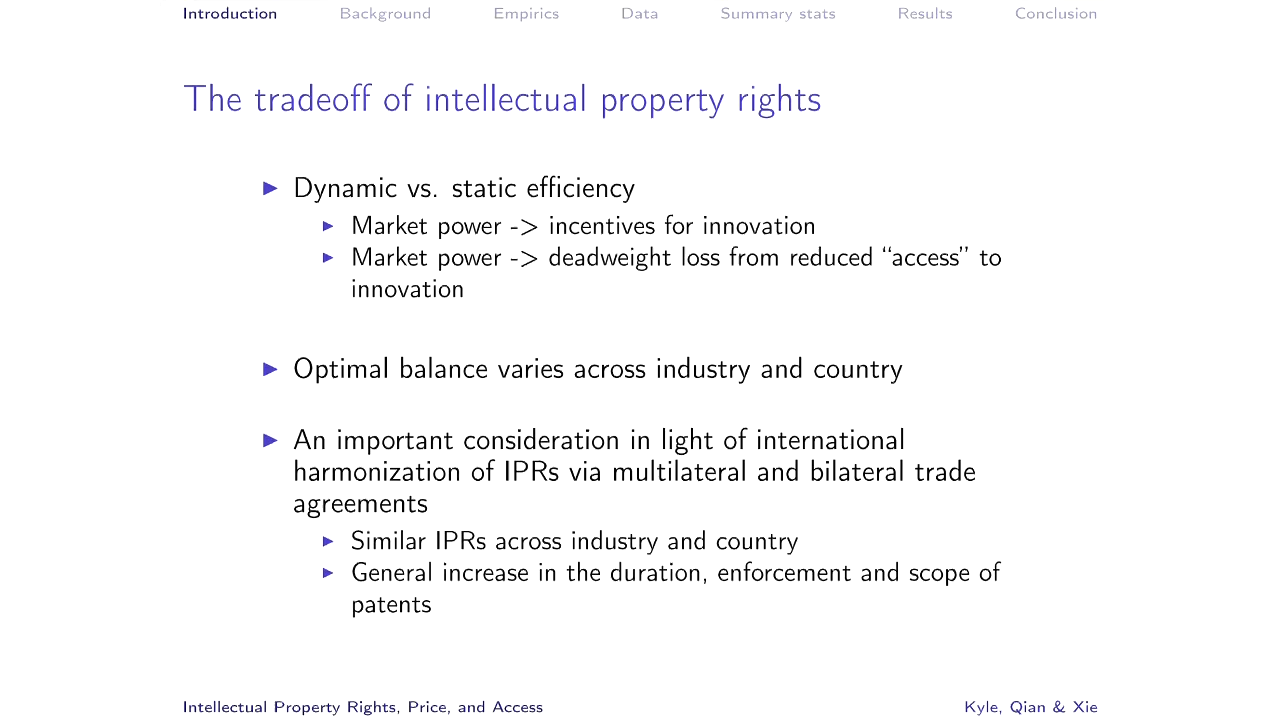 Introduction Background Empirics Data Summary stats Results Conclusion
The tradeoff of intellectual property rights
Dynamic vs. static efficiency
Market power -> incentives for innovation
Market power -> deadweight loss from reduced “access” to
innovation
Optimal balance varies across industry and country
An important consideration in light of international
harmonization of IPRs via multilateral and bilateral trade
agreements
Similar IPRs across industry and country
General increase in the duration, enforcement and scope of
patents
Intellectual Property Rights, Price, and Access Kyle, Qian & Xie